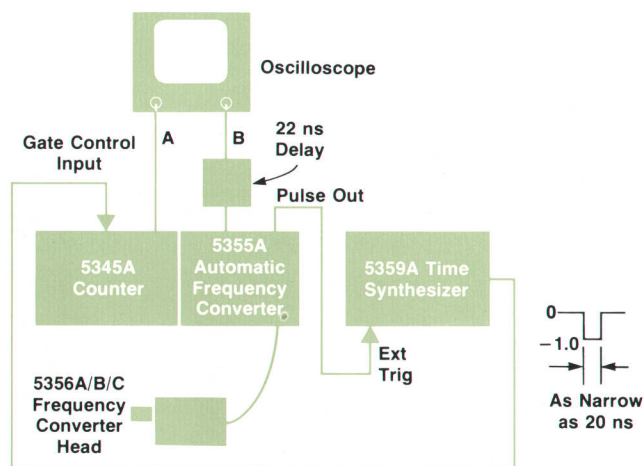 Oscilloscope
A
B
22 ns
Delay
Gate Control
Input
Pulse Out
5345A
Counter
5355A
Automatic
Frequency
Converter
5359A Time
Synthesizer
Ext
Trig
5356A/B/C
Frequency
Converter
Head
0
−1.0
As Narrow
as 20 ns